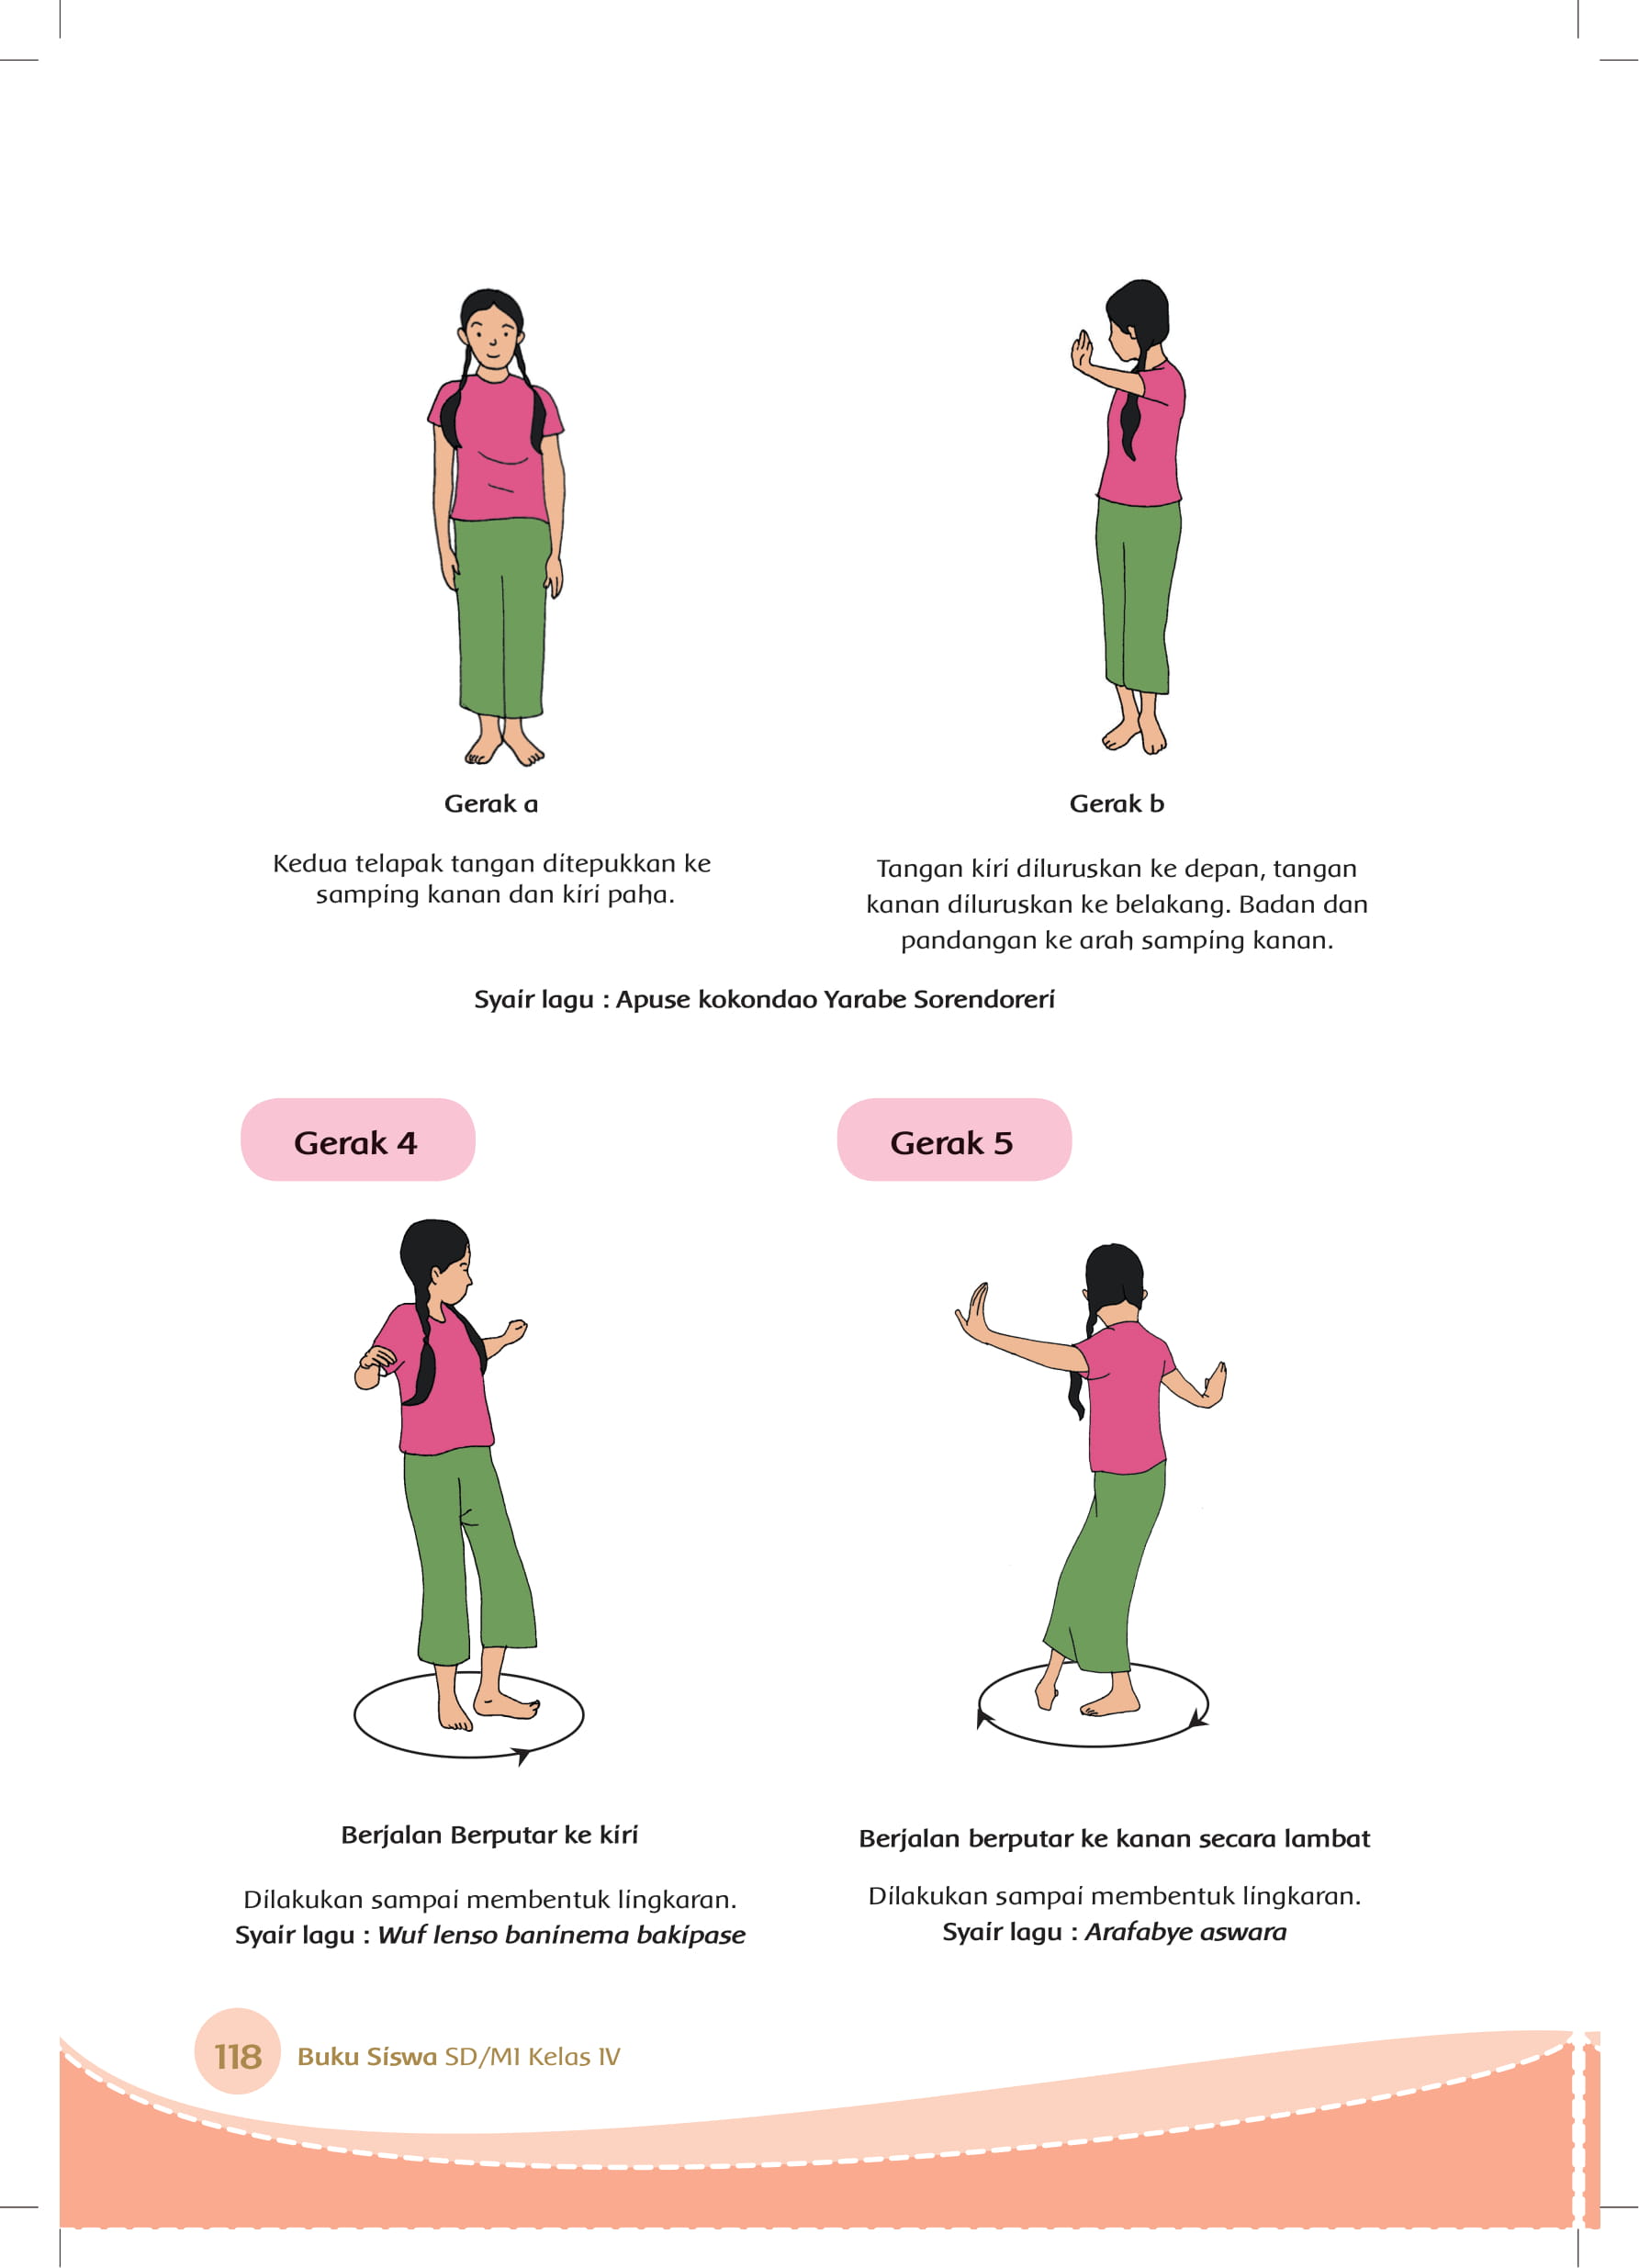 Gerak a
Kedua telapak tangan ditepukkan ke
samping kanan dan kiri paha.
Gerak b
Tangan kiri diluruskan ke depan, tangan
kanan diluruskan ke belakang. Badan dan
pandangan ke arah samping kanan.
Syair lagu : Apuse kokondao Yarabe Sorendoreri
Gerak 4
Berjalan Berputar ke kiri
Dilakukan sampai membentuk lingkaran.
Syair lagu : Wuf lenso baninema bakipase
Gerak 5
Berjalan berputar ke kanan secara lambat
Dilakukan sampai membentuk lingkaran.
Syair lagu : Arafabye aswara
118 Buku Siswa SD/MI Kelas IV